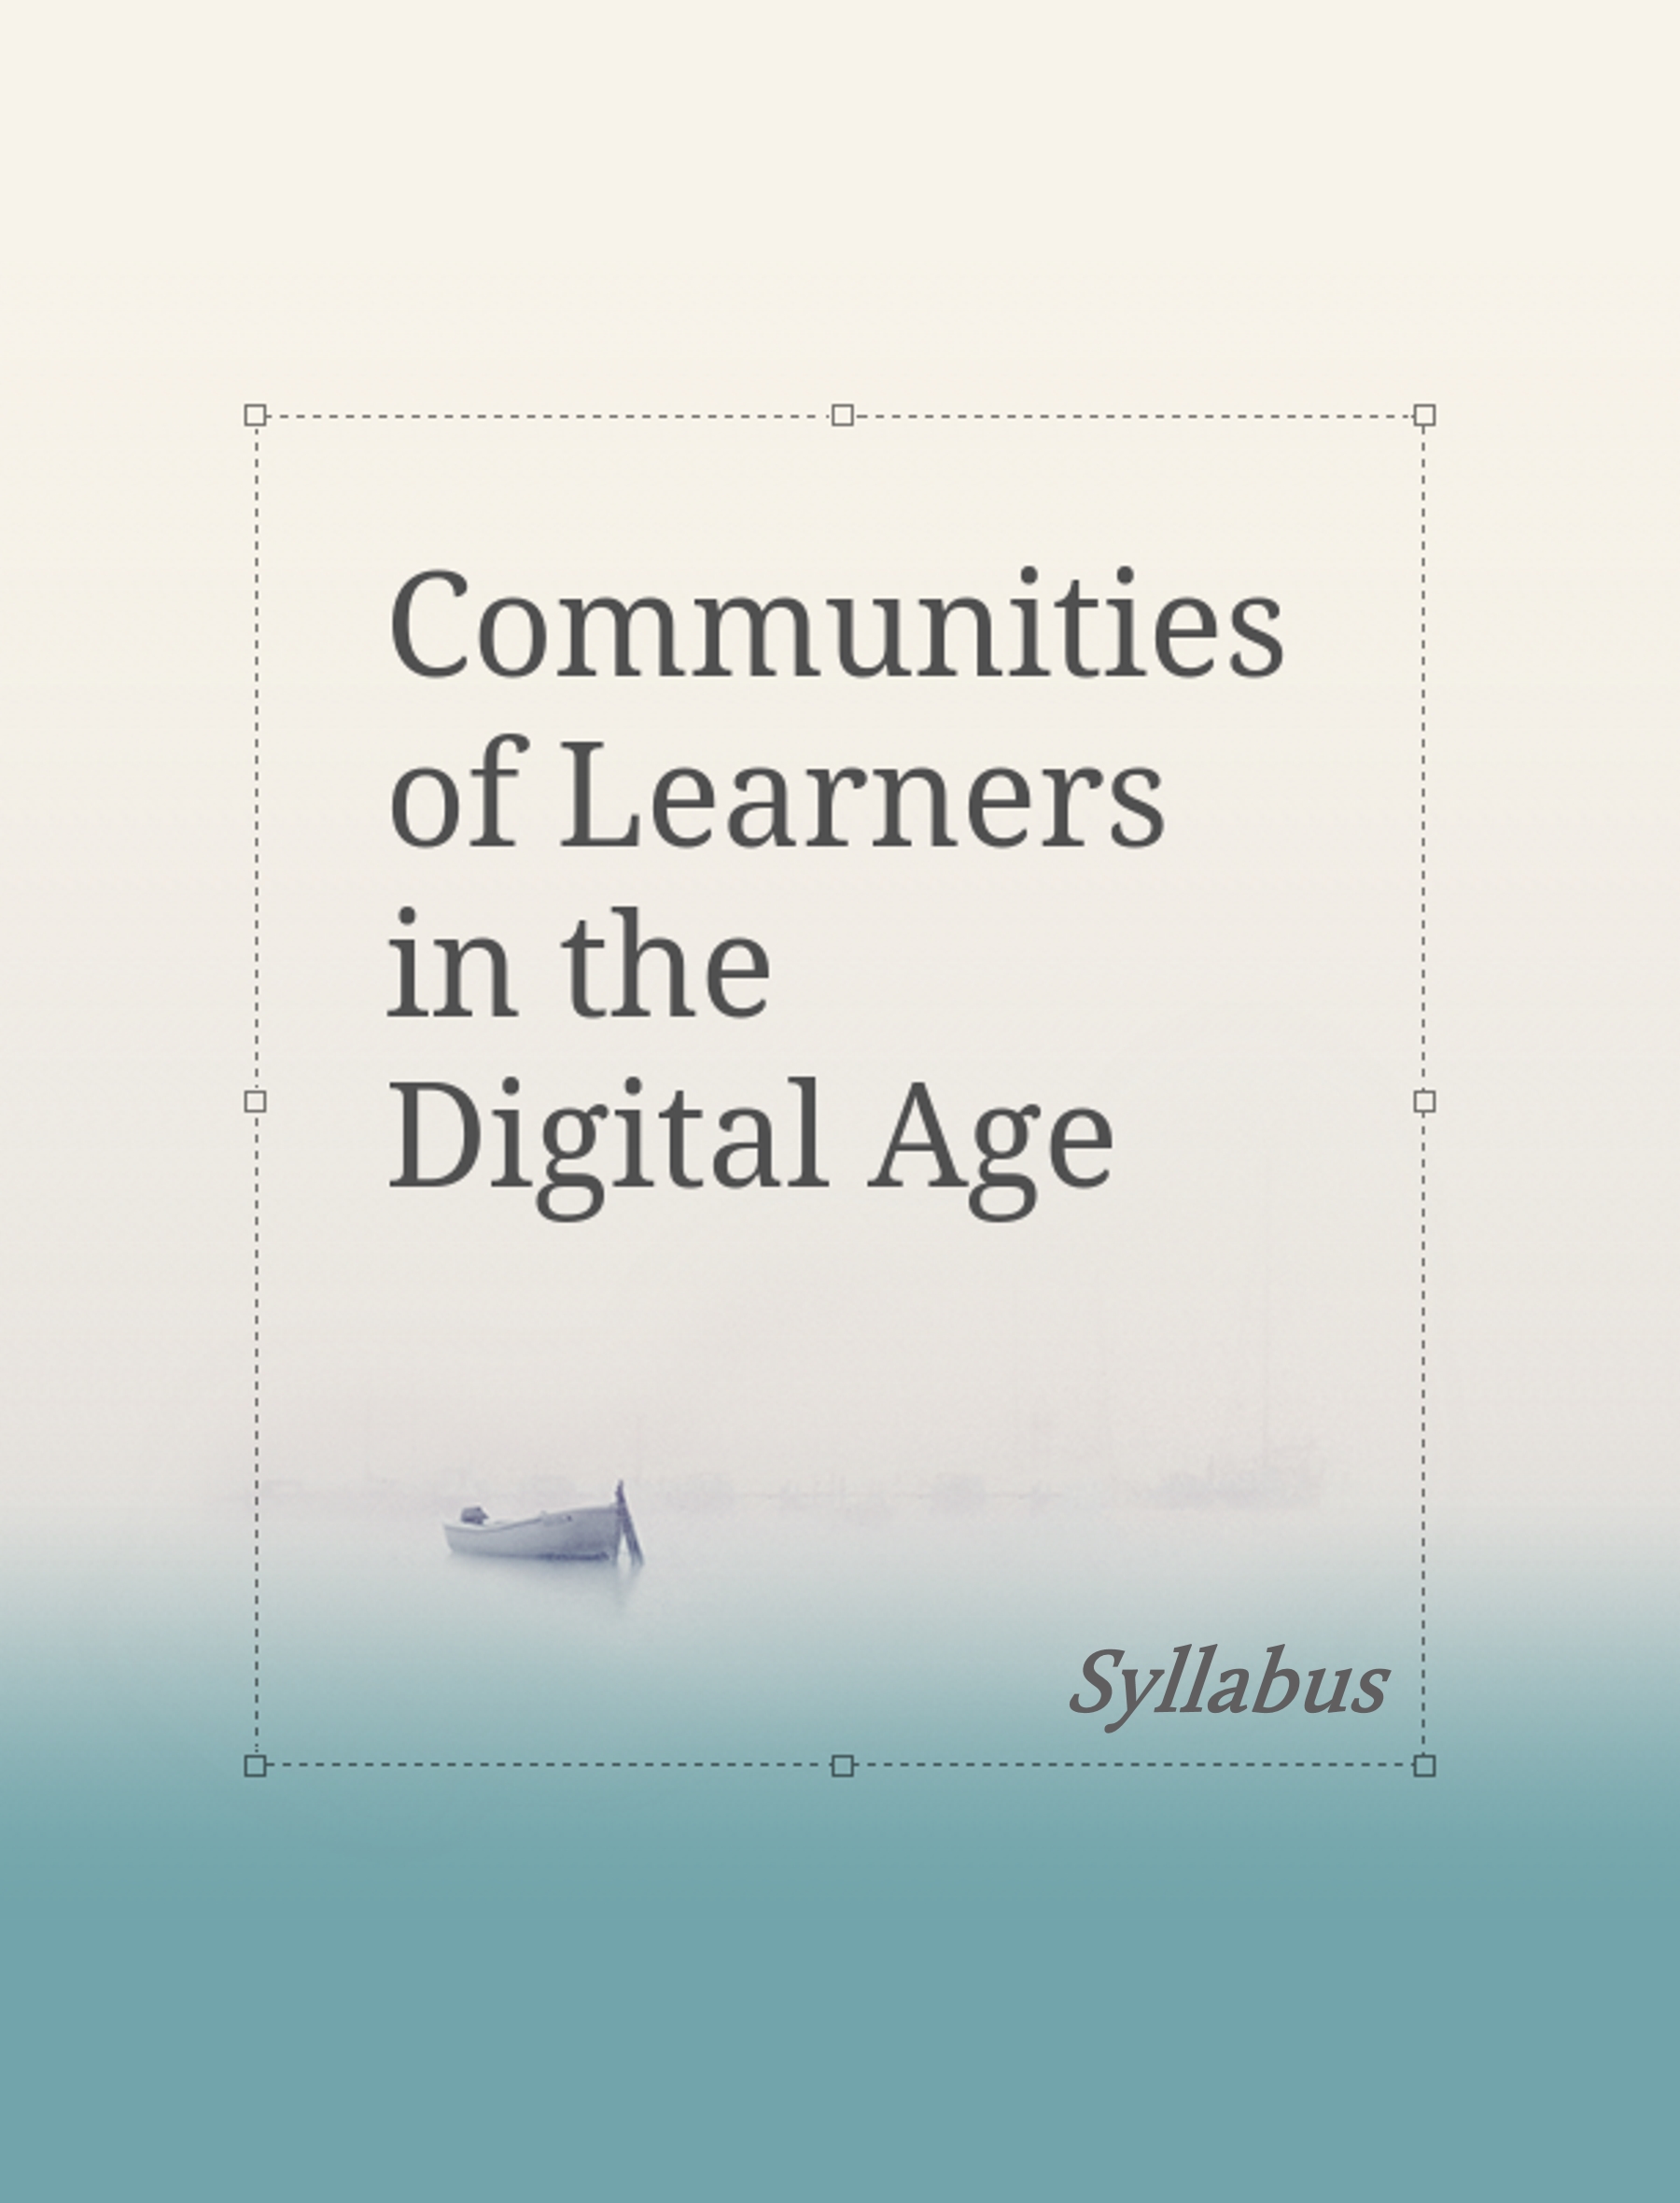 Communities
of Learners
in the
Digital Age
Syllabus